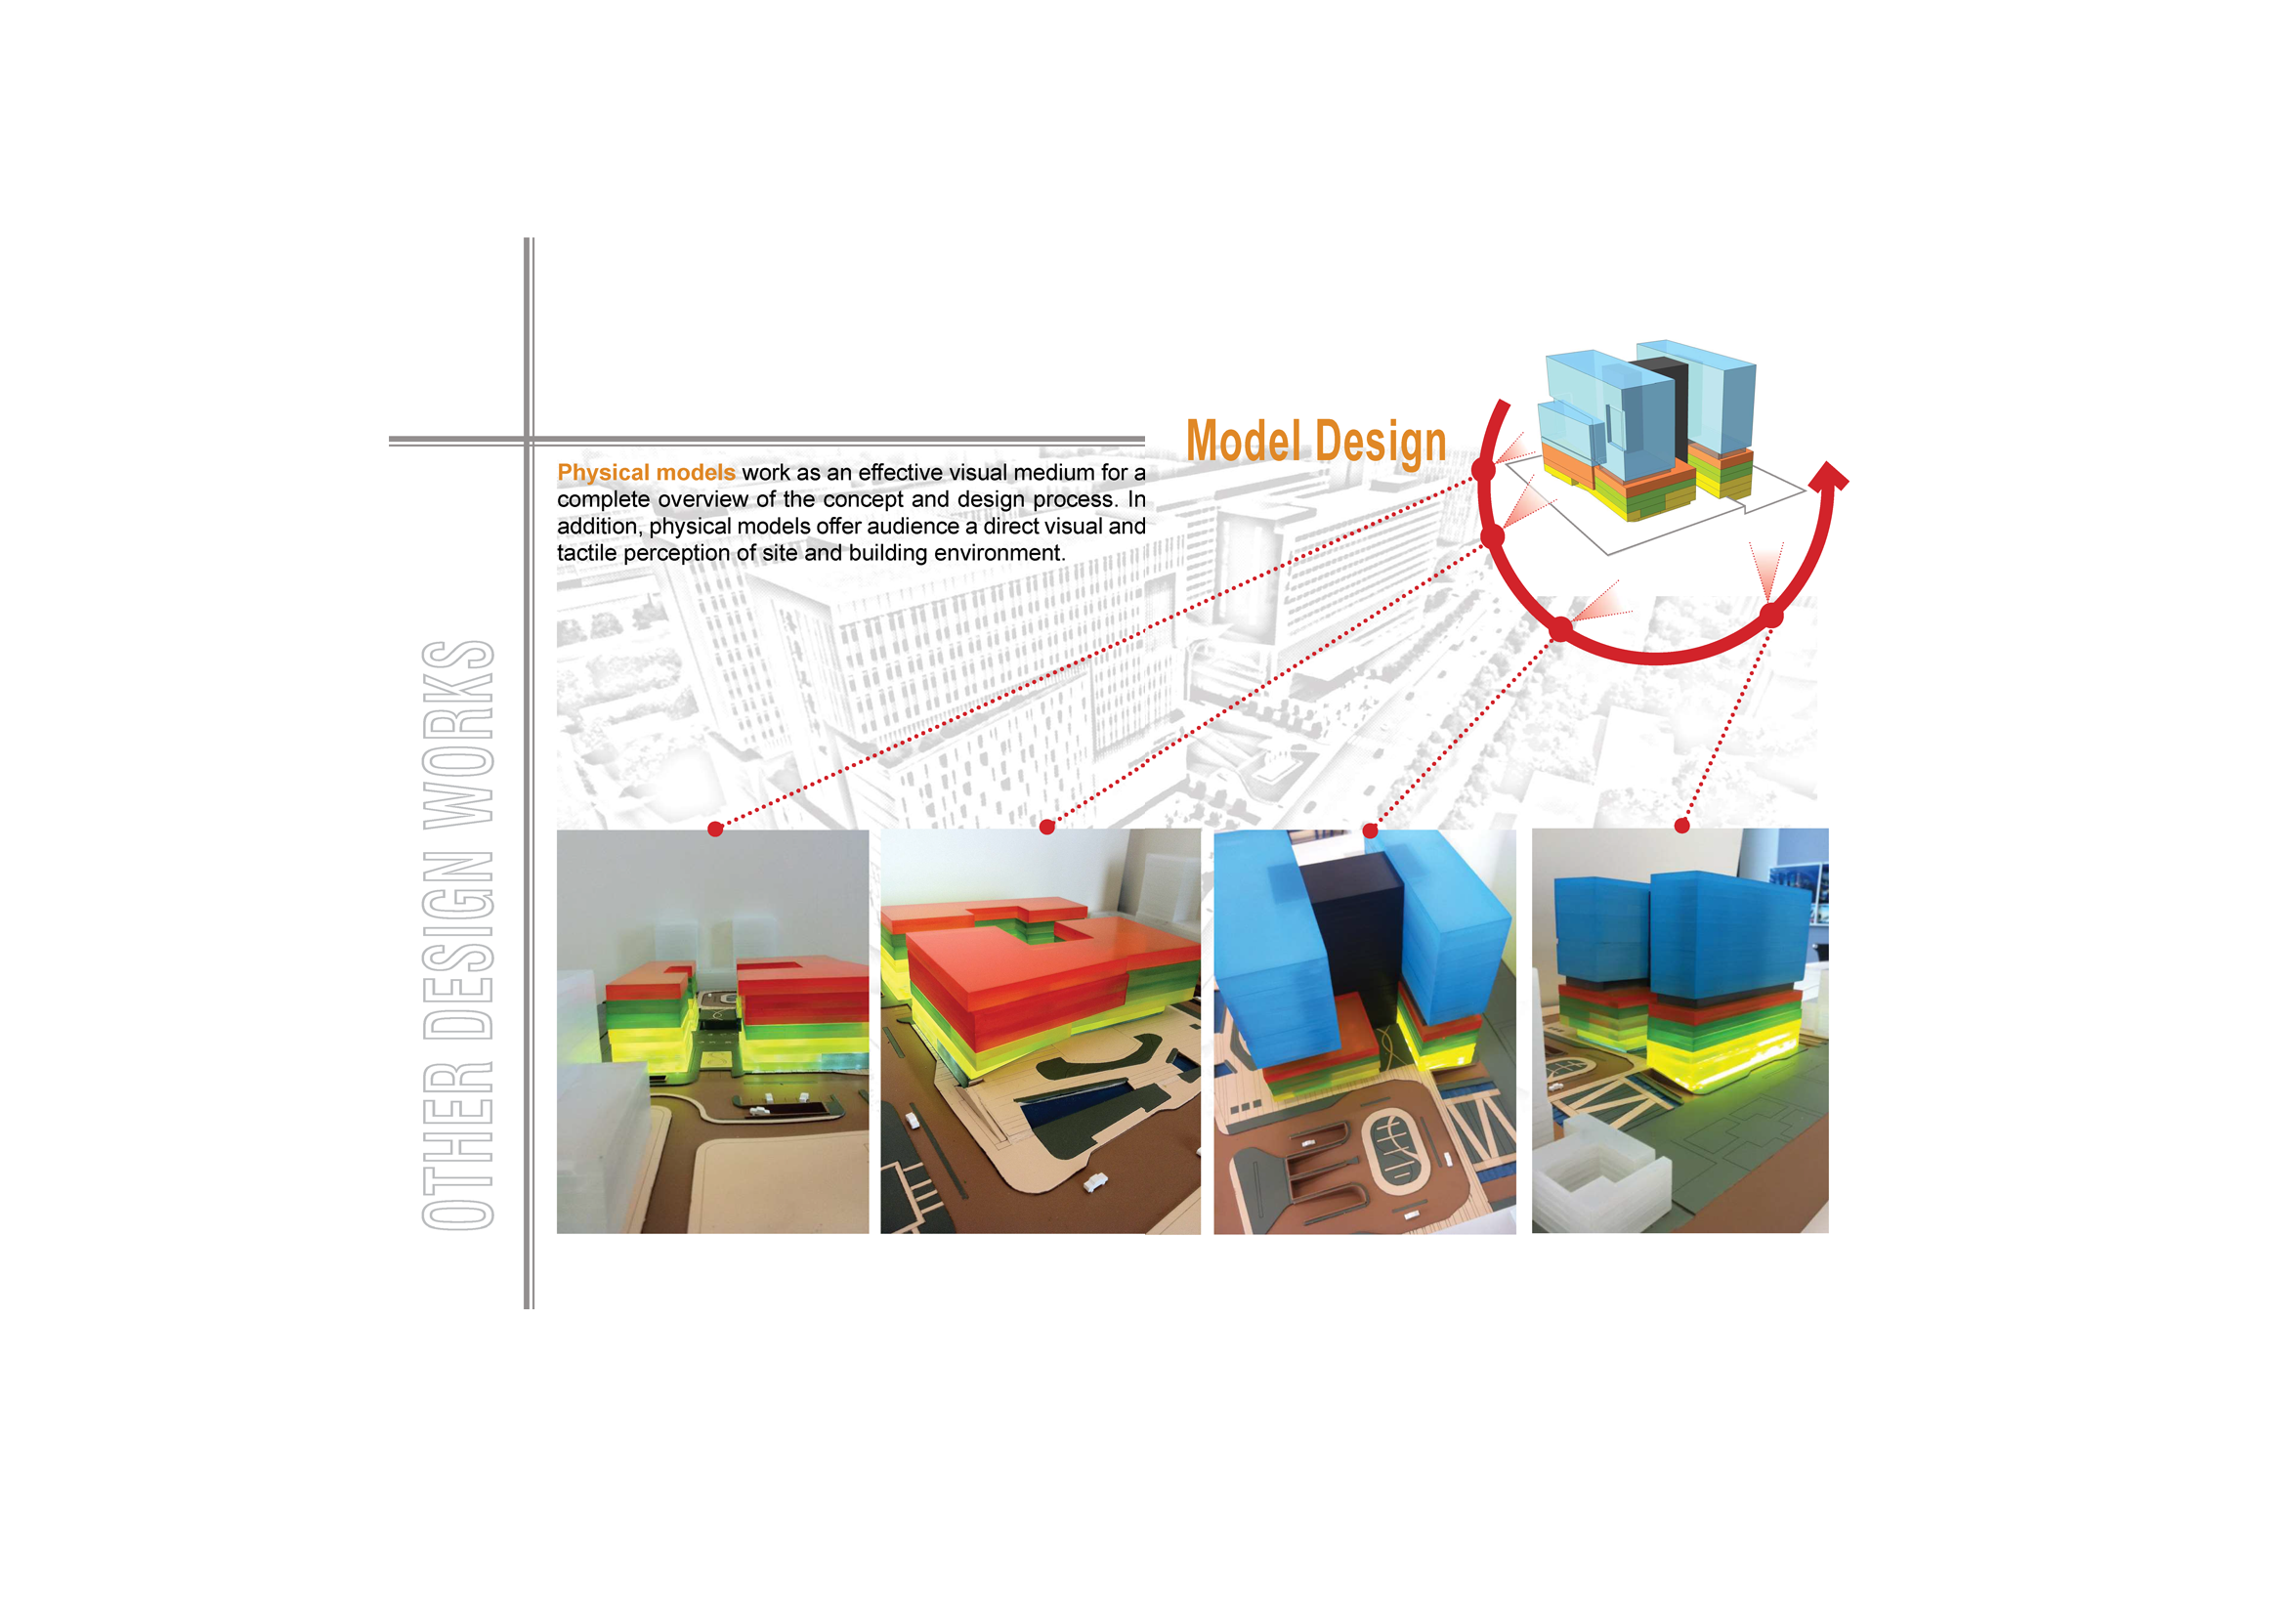 Model Design
Physical models work as an effective visual medium for a
complete overview of the concept and design process. In
addition, physical models offer audience a direct visual and
tactile perception of site and building environment.
OTHER DESIGN WORKS